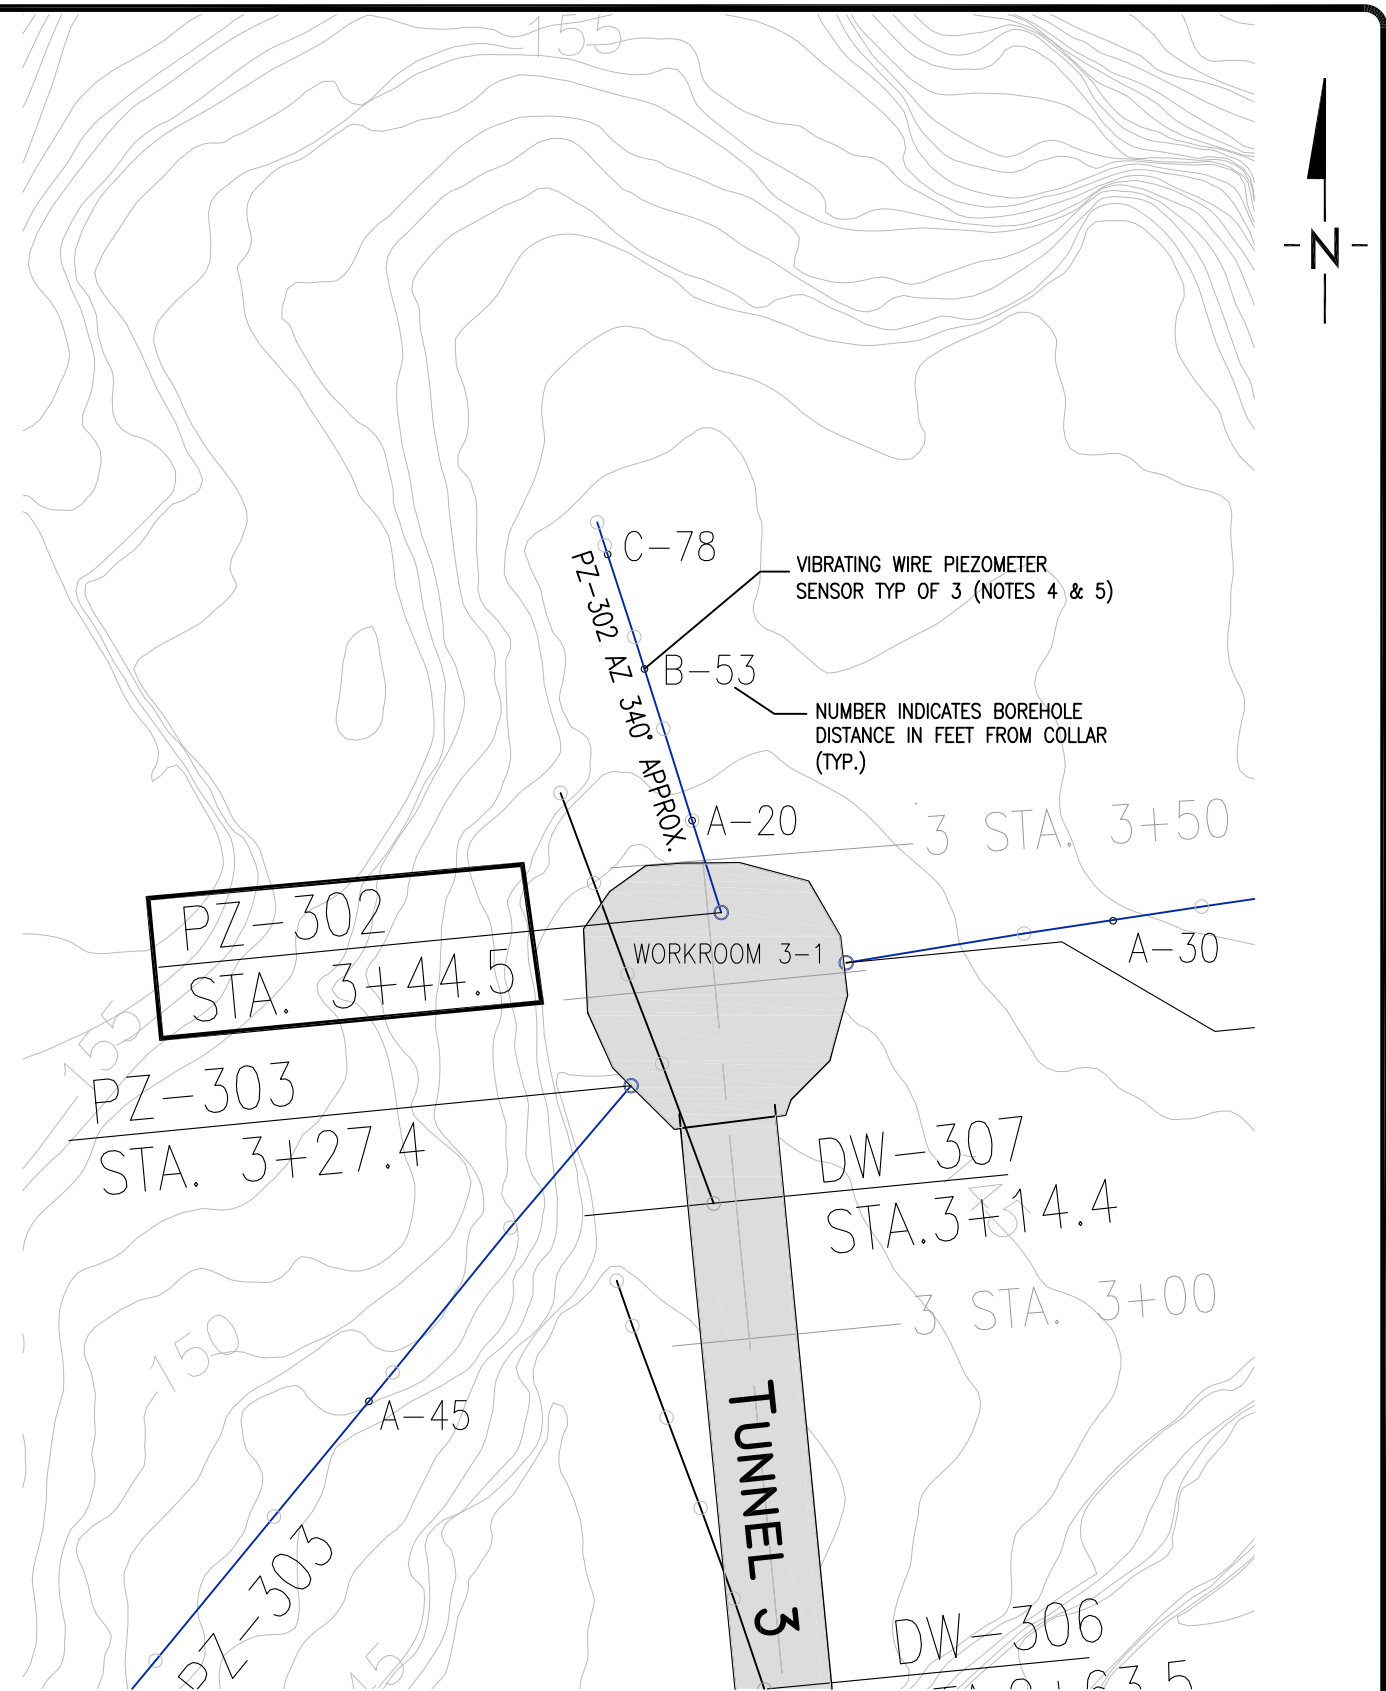 155
N
C-78
VIBRATING WIRE PIEZOMETER
SENSOR TYP OF 3 (NOTES 4 & 5)
PZ-302 AZ 340° APPROX.
B-53
NUMBER INDICATES BOREHOLE
DISTANCE IN FEET FROM COLLAR
(TYP.)
A-20
3 STA. 3+50
PZ-302
STA. 3+44.5
WORKROOM 3-1
A-30
155
PZ-303
STA. 3+27.4
DW-307
STA.3+14.4
3 STA. 3+00
150
A-45
TUNNEL 3
PZ-303
DW-306